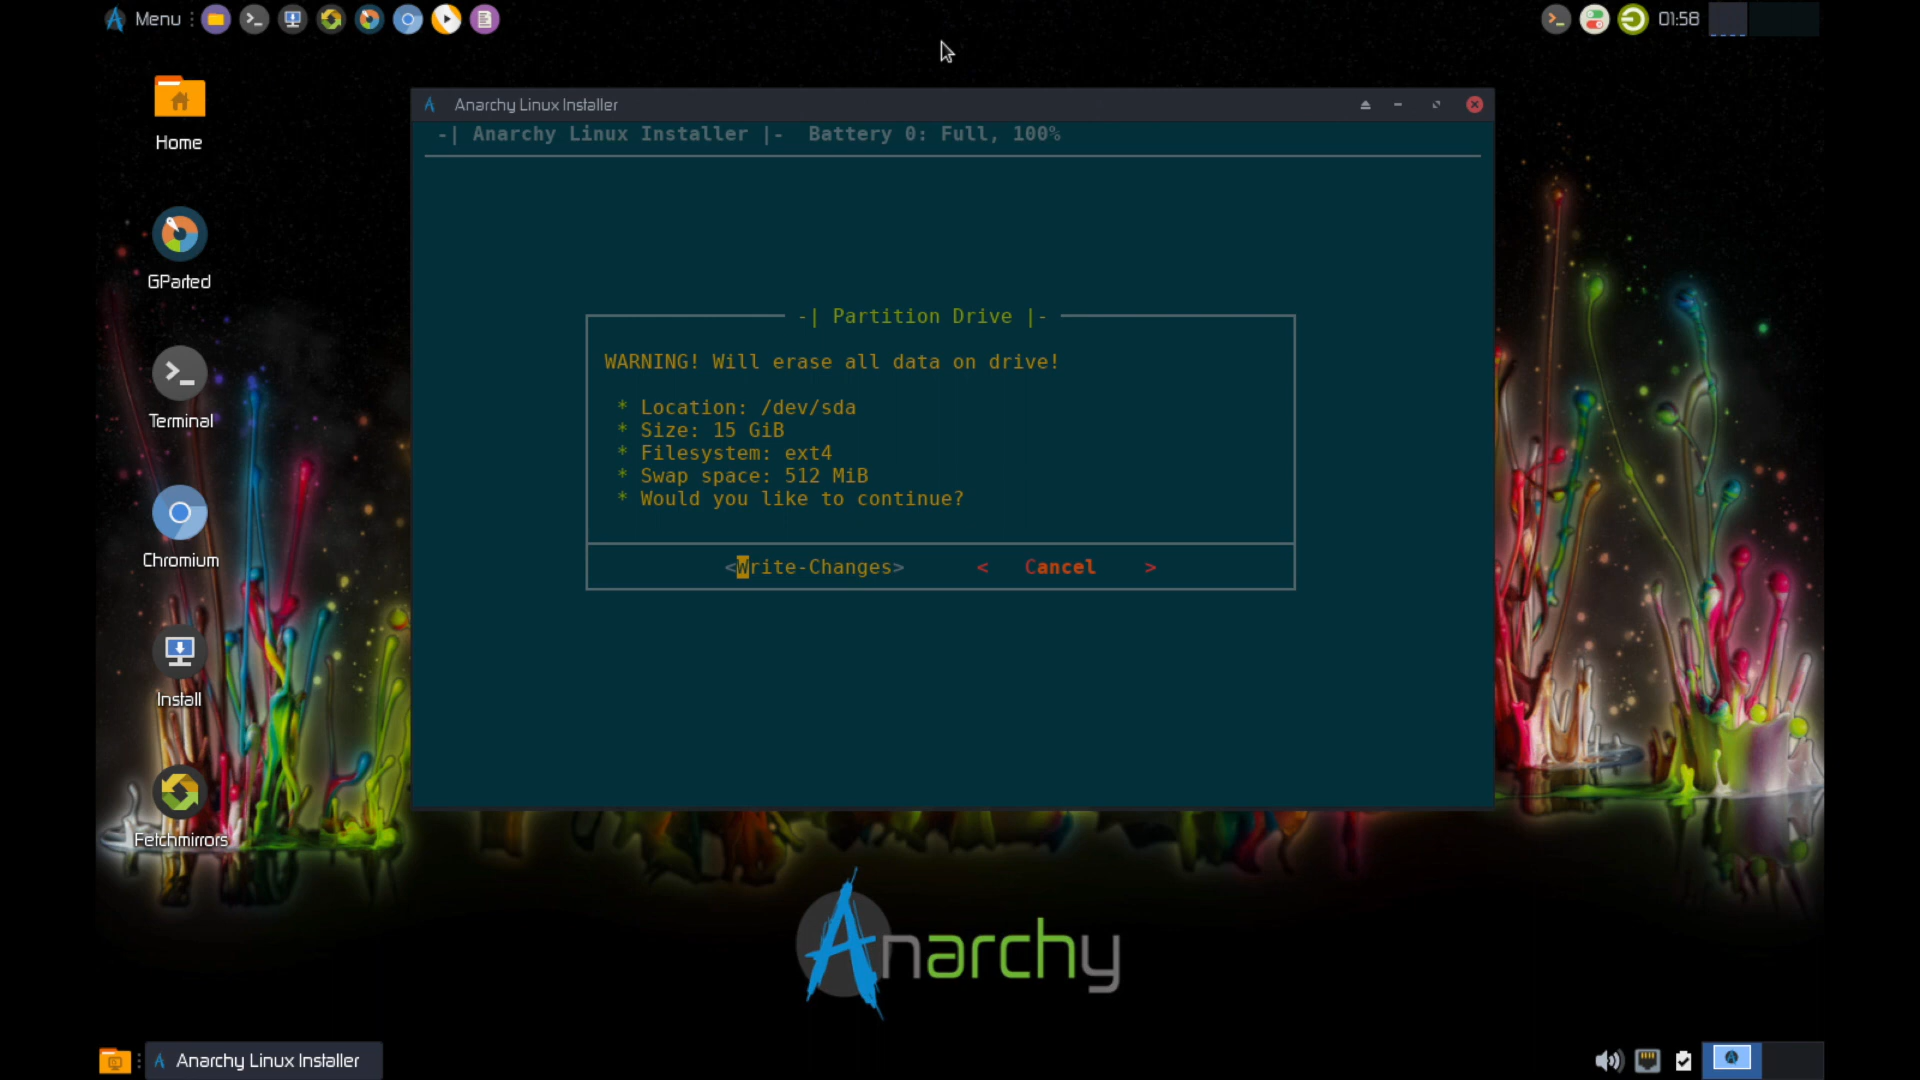 Menu
01:58
Home
GParted
Terminal
Chromium
Install
Fetchmirrors
Anarchy Linux Installer
-| Anarchy Linux Installer |- Battery 0: Full, 100%
-| Partition Drive |-
WARNING! Will erase all data on drive!
* Location: /dev/sda
* Size: 15 GiB
* Filesystem: ext4
* Swap space: 512 MiB
* Would you like to continue?
<Write-Changes> < Cancel >
Anarchy
Anarchy Linux Installer